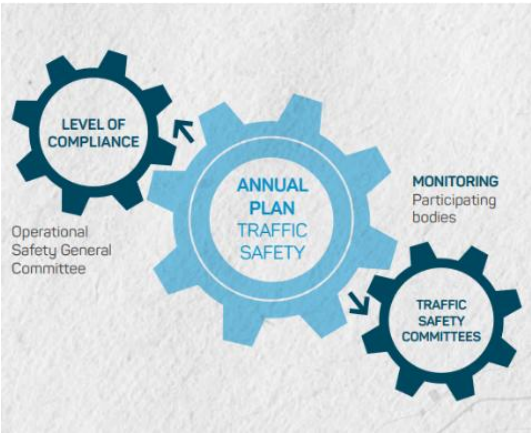 LEVEL OF
COMPLIANCE
Operational
Safety General
Committee
ANNUAL
PLAN
TRAFFIC
SAFETY
MONITORING
Participating
bodies
TRAFFIC
SAFETY
COMMITTEES